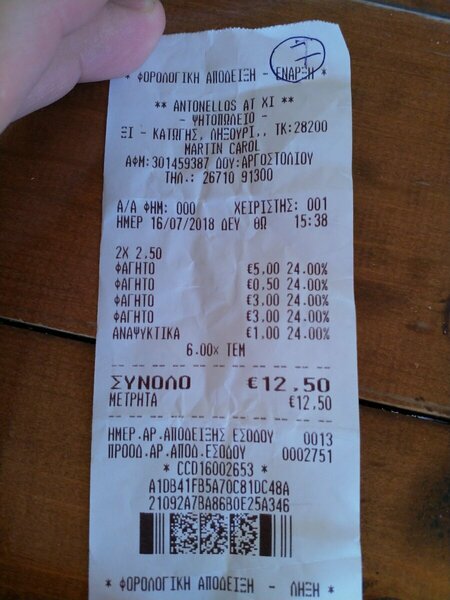 7
* ΦΟΡΟΛΟΓΙΚΗ ΑΠΟΔΕΙΞΗ - ΕΝΑΡΞΗ *
** ANTONELLOS AT XI **
- ΨΗΤΟΠΩΛΕΙΟ -
ΞΙ - ΚΑΤΩΓΗΣ, ΛΗΞΟΥΡΙ,, ΤΚ:28200
MARTIN CAROL
ΑΦΜ:301459387 ΔΟΥ:ΑΡΓΟΣΤΟΛΙΟΥ
ΤΗΛ.: 26710 91300
Α/Α ΦΗΜ: 000 ΧΕΙΡΙΣΤΗΣ: 001
ΗΜΕΡ 16/07/2018 ΔΕΥ ΘΩ 15:38
2X 2,50
ΦΑΓΗΤΟ €5,00 24.00%
ΦΑΓΗΤΟ €0,50 24.00%
ΦΑΓΗΤΟ €3,00 24.00%
ΦΑΓΗΤΟ €3,00 24.00%
ΑΝΑΨΥΚΤΙΚΑ €1,00 24.00%
6.00x ΤΕΜ
ΣΥΝΟΛΟ €12,50
ΜΕΤΡΗΤΑ €12,50
ΗΜΕΡ.ΑΡ.ΑΠΟΔΕΙΞΗΣ ΕΣΟΔΟΥ 0013
ΠΡΟΟΔ.ΑΡ.ΑΠΟΔ.ΕΣΟΔΟΥ 0002751
* CCD16002653 *
A1DB41FB5A70C81DC48A
21092A7BA86B0E25A346
* ΦΟΡΟΛΟΓΙΚΗ ΑΠΟΔΕΙΞΗ - ΛΗΞΗ *